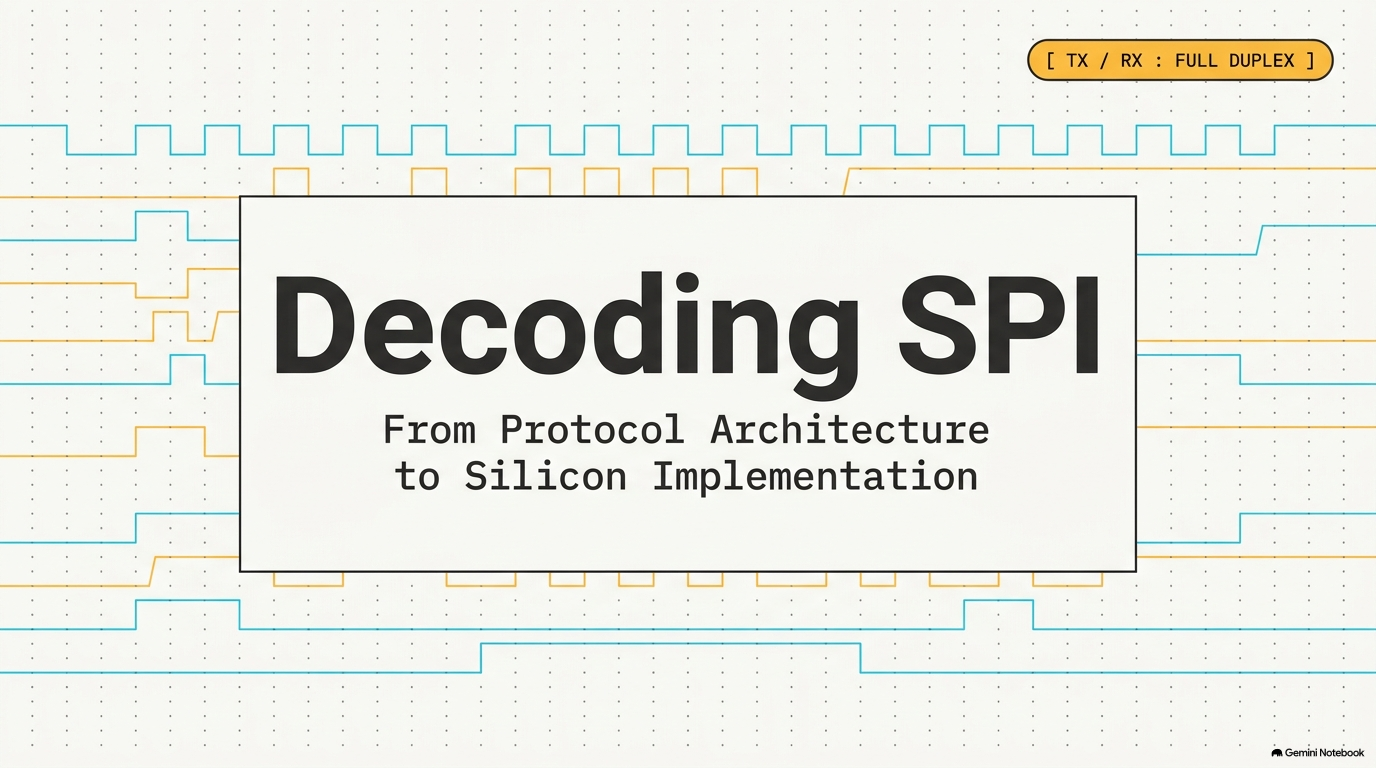 [ TX / RX : FULL DUPLEX ]
Decoding SPI
From Protocol Architecture
to Silicon Implementation
Gemini Notebook